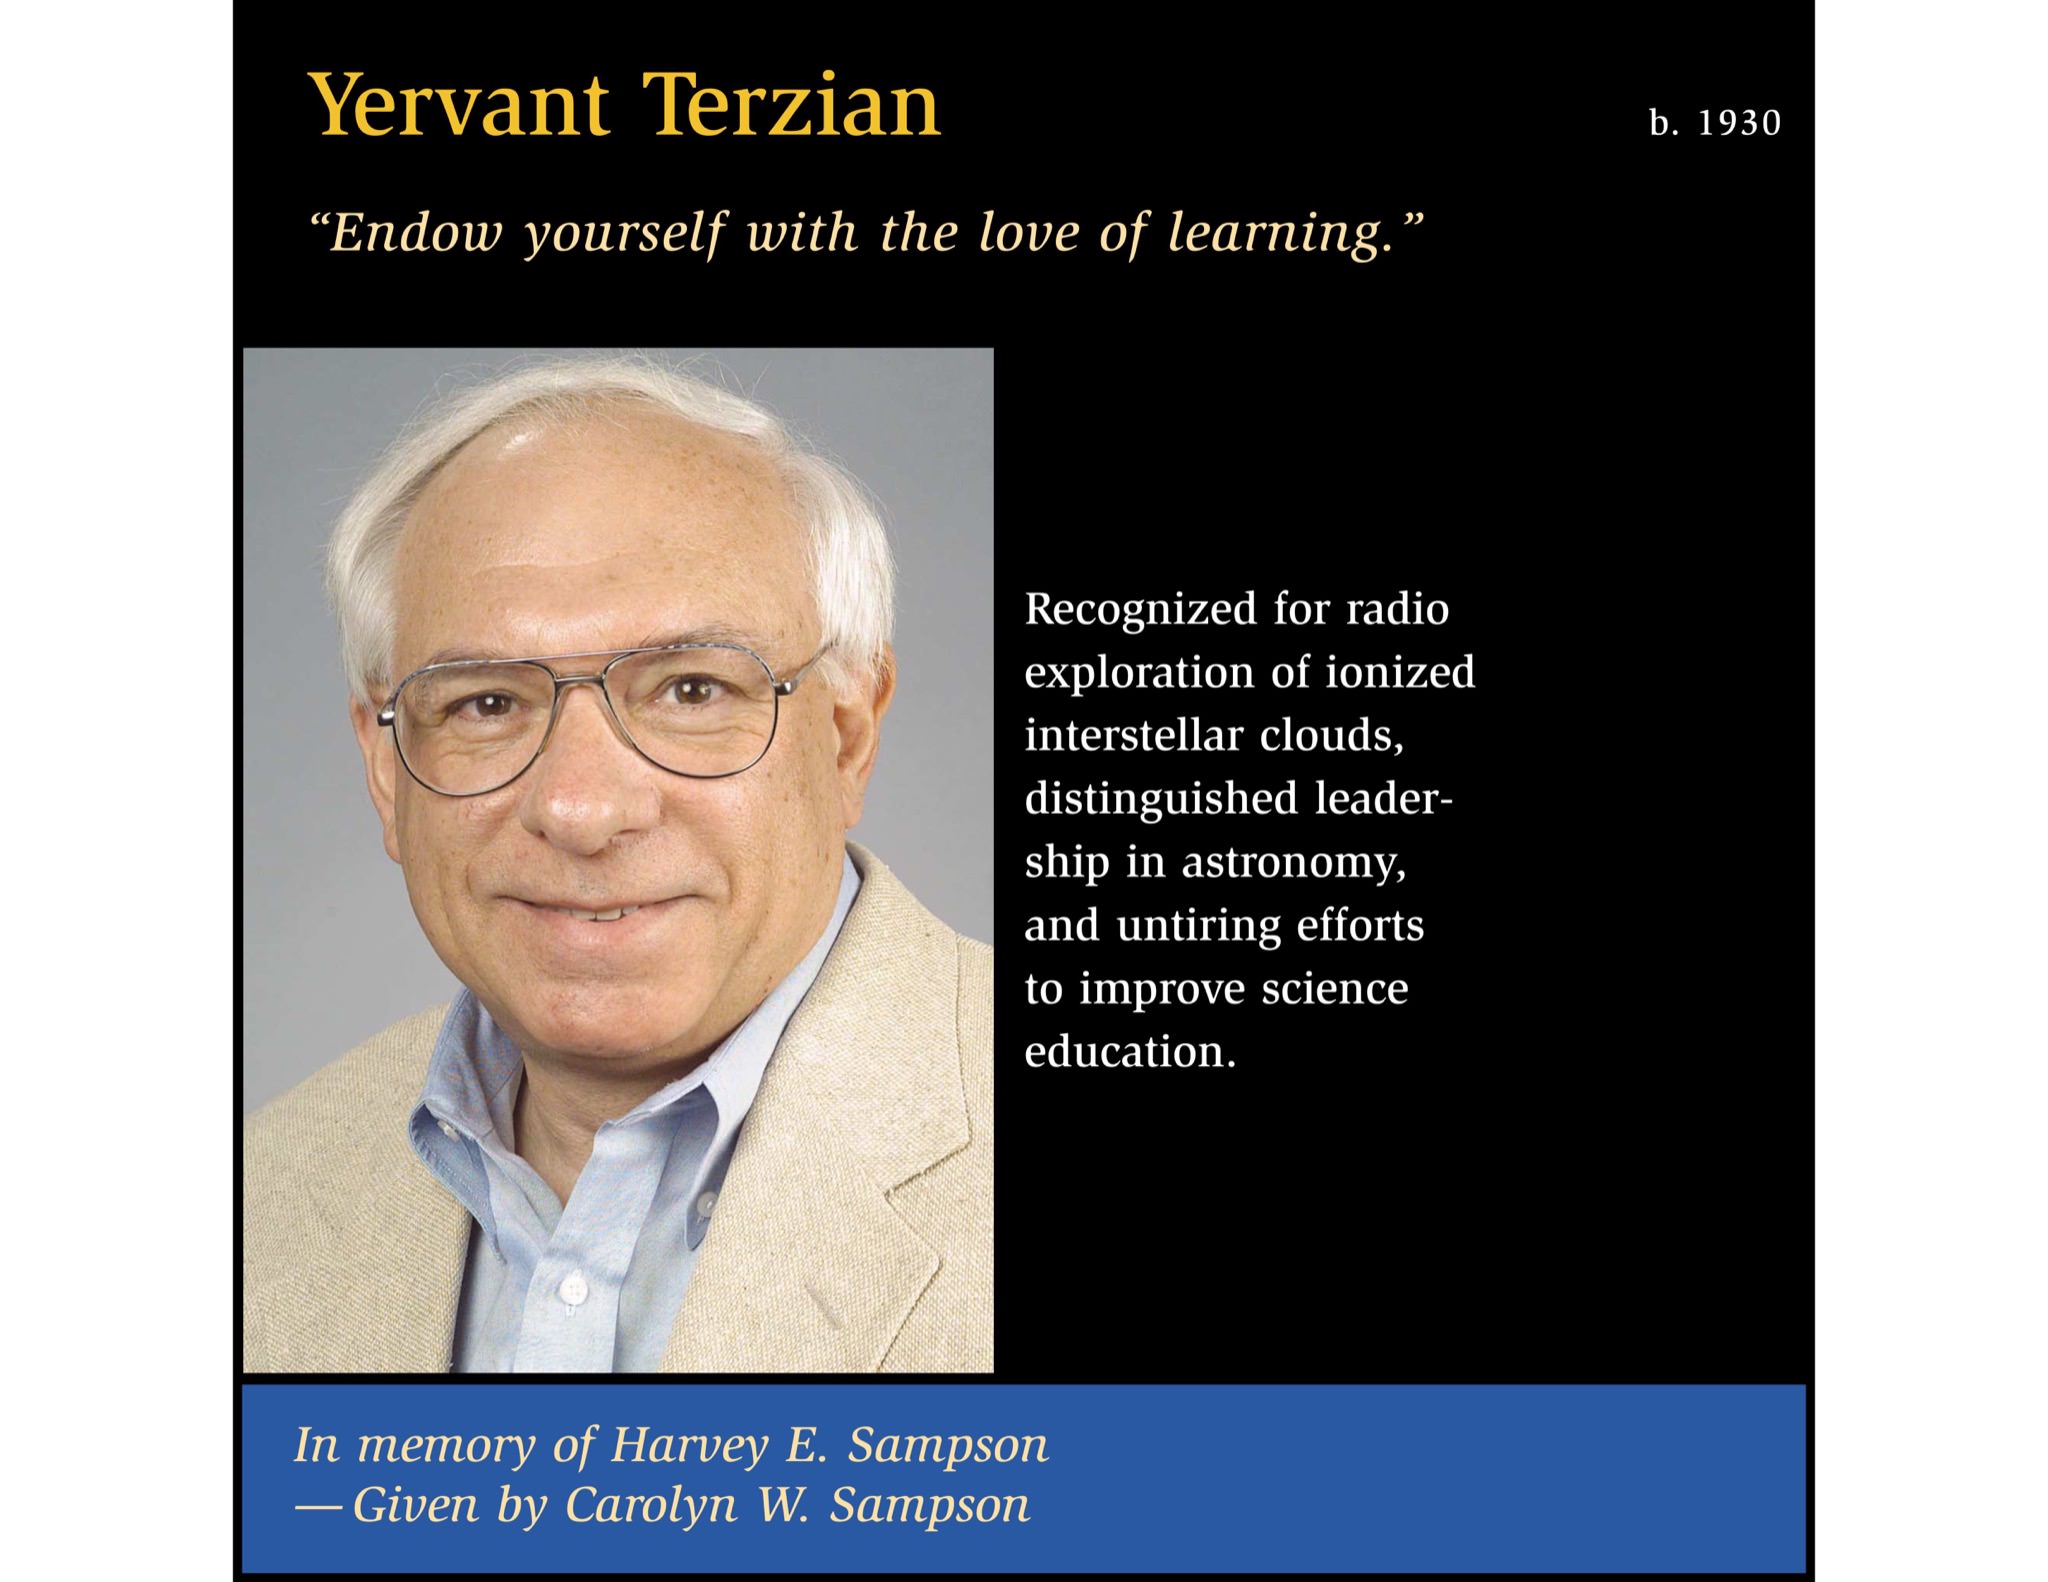 Yervant Terzian
b. 1930
“Endow yourself with the love of learning.”
Recognized for radio
exploration of ionized
interstellar clouds,
distinguished leader-
ship in astronomy,
and untiring efforts
to improve science
education.
In memory of Harvey E. Sampson
— Given by Carolyn W. Sampson